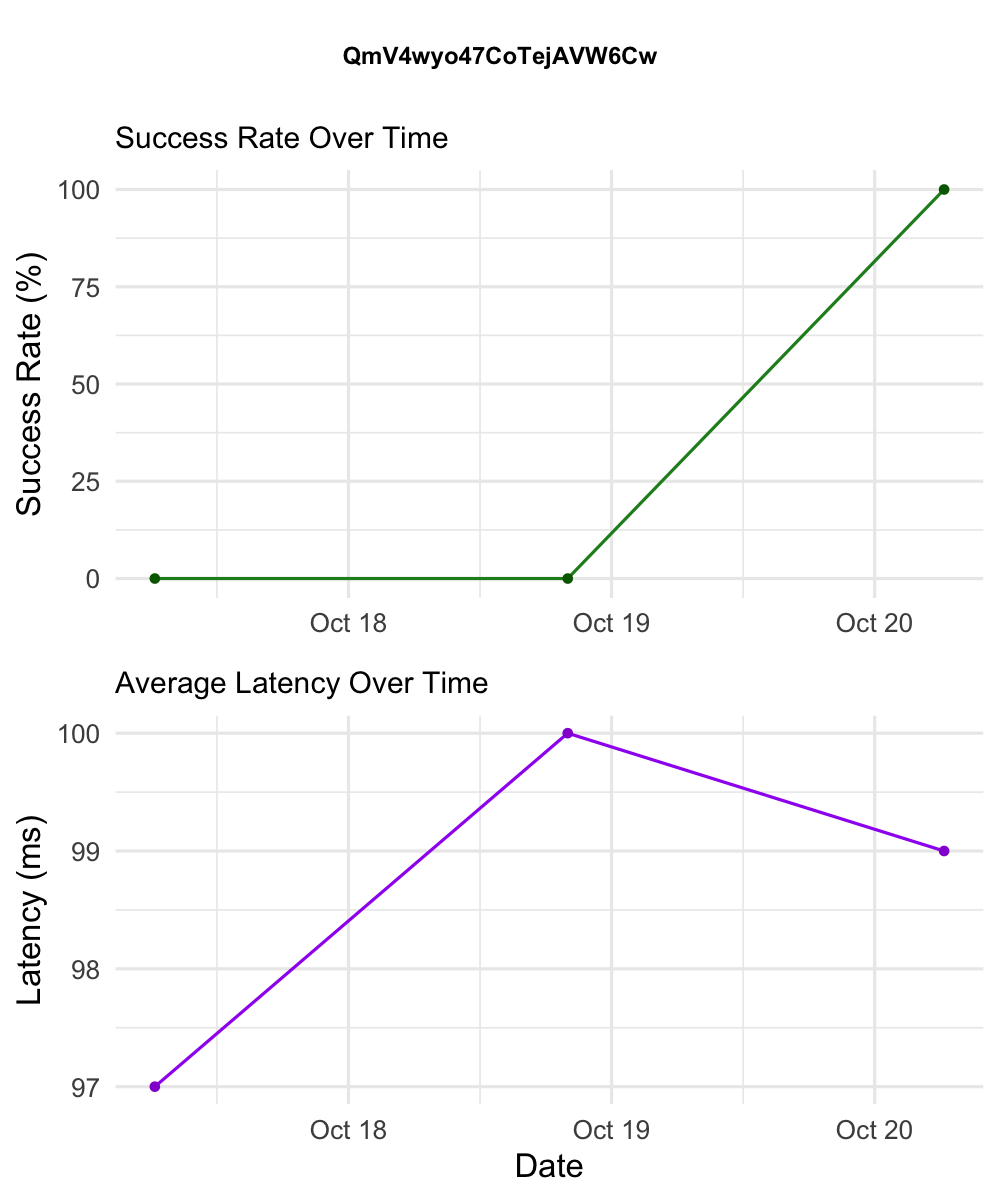 QmV4wyo47CoTejAVW6Cw
Success Rate Over Time
Success Rate (%)
100
75
50
25
0
Oct 18 Oct 19 Oct 20
Average Latency Over Time
Latency (ms)
100
99
98
97
Oct 18 Oct 19 Oct 20
Date